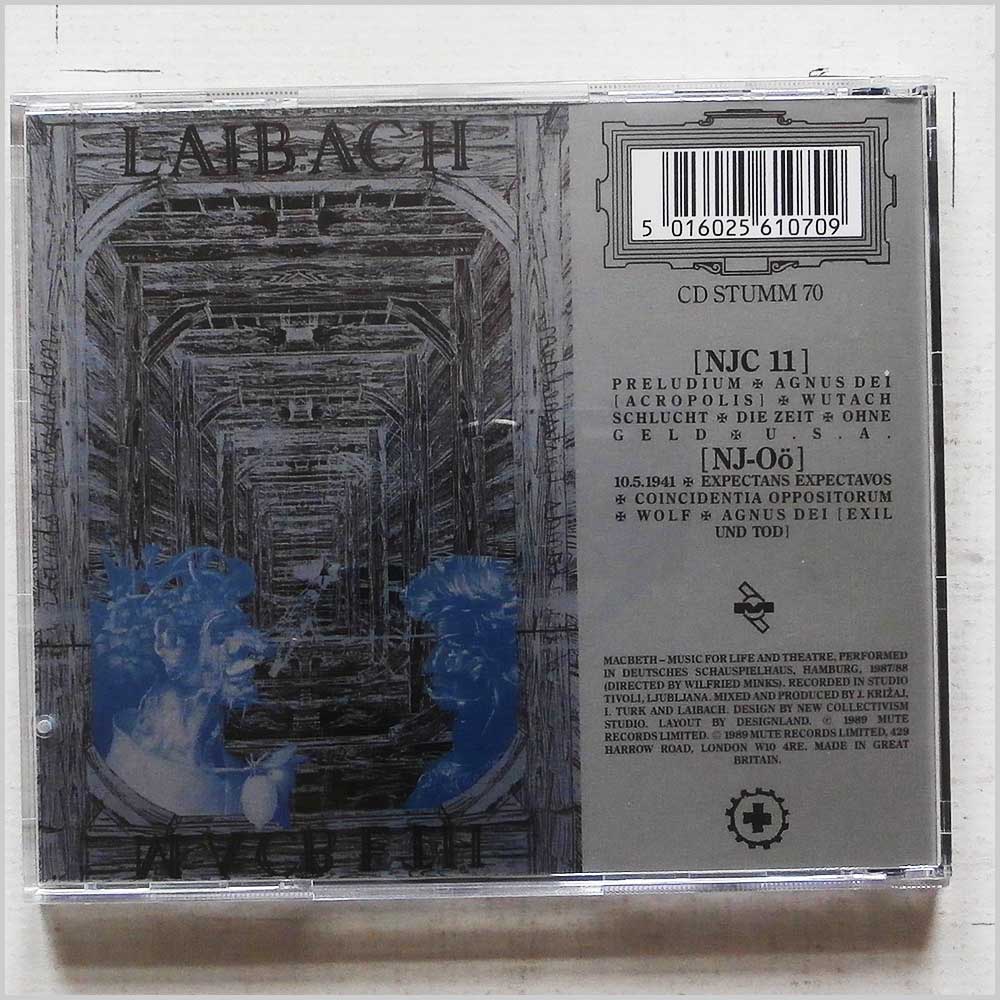 LAIBACH
MACBETH
5 016025 610709
CD STUMM 70
[NJC 11]
PRELUDIUM ✠ AGNUS DEI
[ACROPOLIS] ✠ WUTACH
SCHLUCHT ✠ DIE ZEIT ✠ OHNE
GELD ✠ U.S.A.
[NJ-Oö]
10.5.1941 ✠ EXPECTANS EXPECTAVOS
✠ COINCIDENTIA OPPOSITORUM
✠ WOLF ✠ AGNUS DEI [EXIL
UND TOD]
MACBETH – MUSIC FOR LIFE AND THEATRE, PERFORMED
IN DEUTSCHES SCHAUSPIELHAUS, HAMBURG, 1987/88
(DIRECTED BY WILFRIED MINKS). RECORDED IN STUDIO
TIVOLI, LJUBLJANA. MIXED AND PRODUCED BY J. KRIŽAJ,
I. TURK AND LAIBACH. DESIGN BY NEW COLLECTIVISM
STUDIO. LAYOUT BY DESIGNLAND. ℗ 1989 MUTE
RECORDS LIMITED. © 1989 MUTE RECORDS LIMITED, 429
HARROW ROAD, LONDON W10 4RE. MADE IN GREAT
BRITAIN.